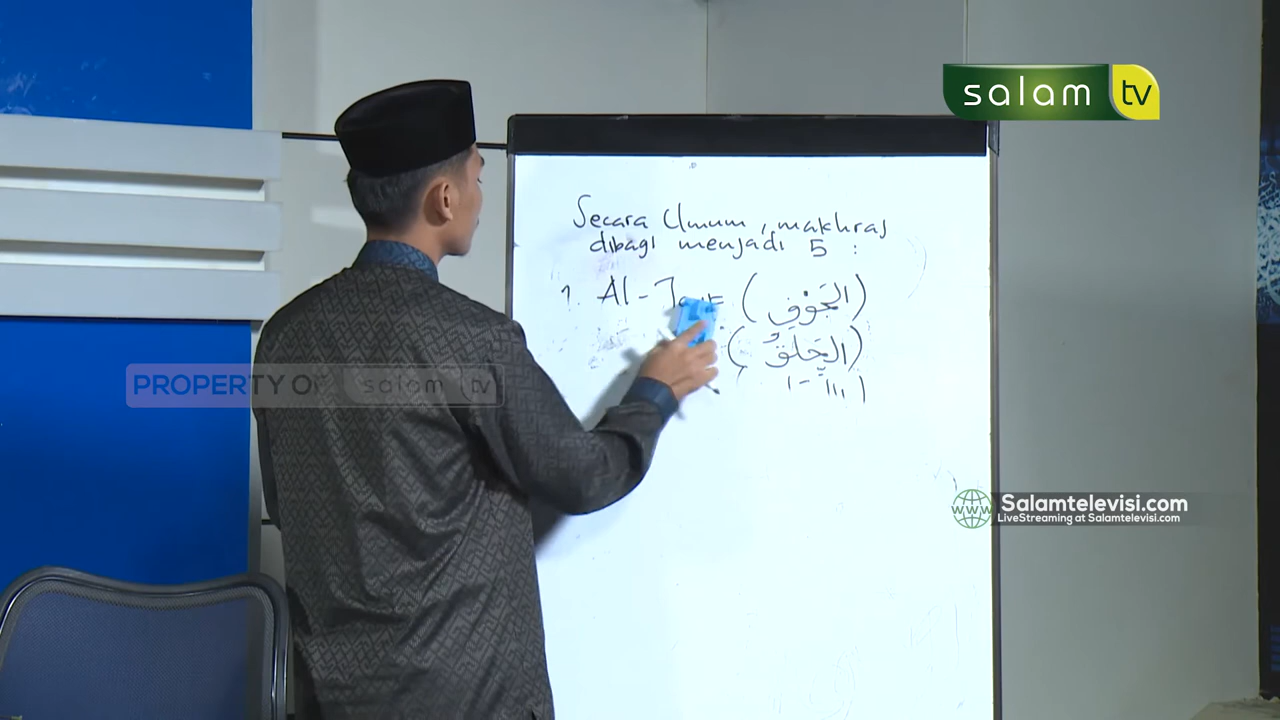 salam tv
Secara Umum, makhraj
dibagi menjadi 5 :
1. Al - (الجَوْفِ)
(الحَلْقُ)
PROPERTY OF salam tv
www Salamtelevisi.com
LiveStreaming at Salamtelevisi.com